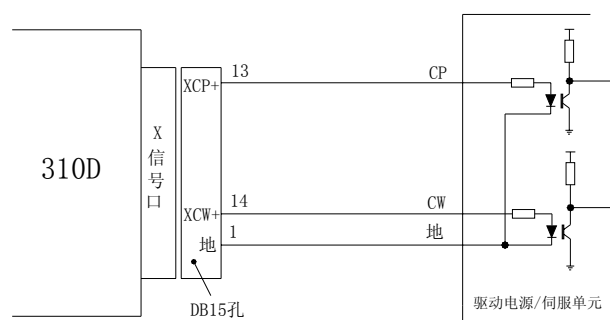 310D
X
信
号
口
XCP+
13
CP
XCW+
14
CW
地
1
地
DB15孔
驱动电源/伺服单元